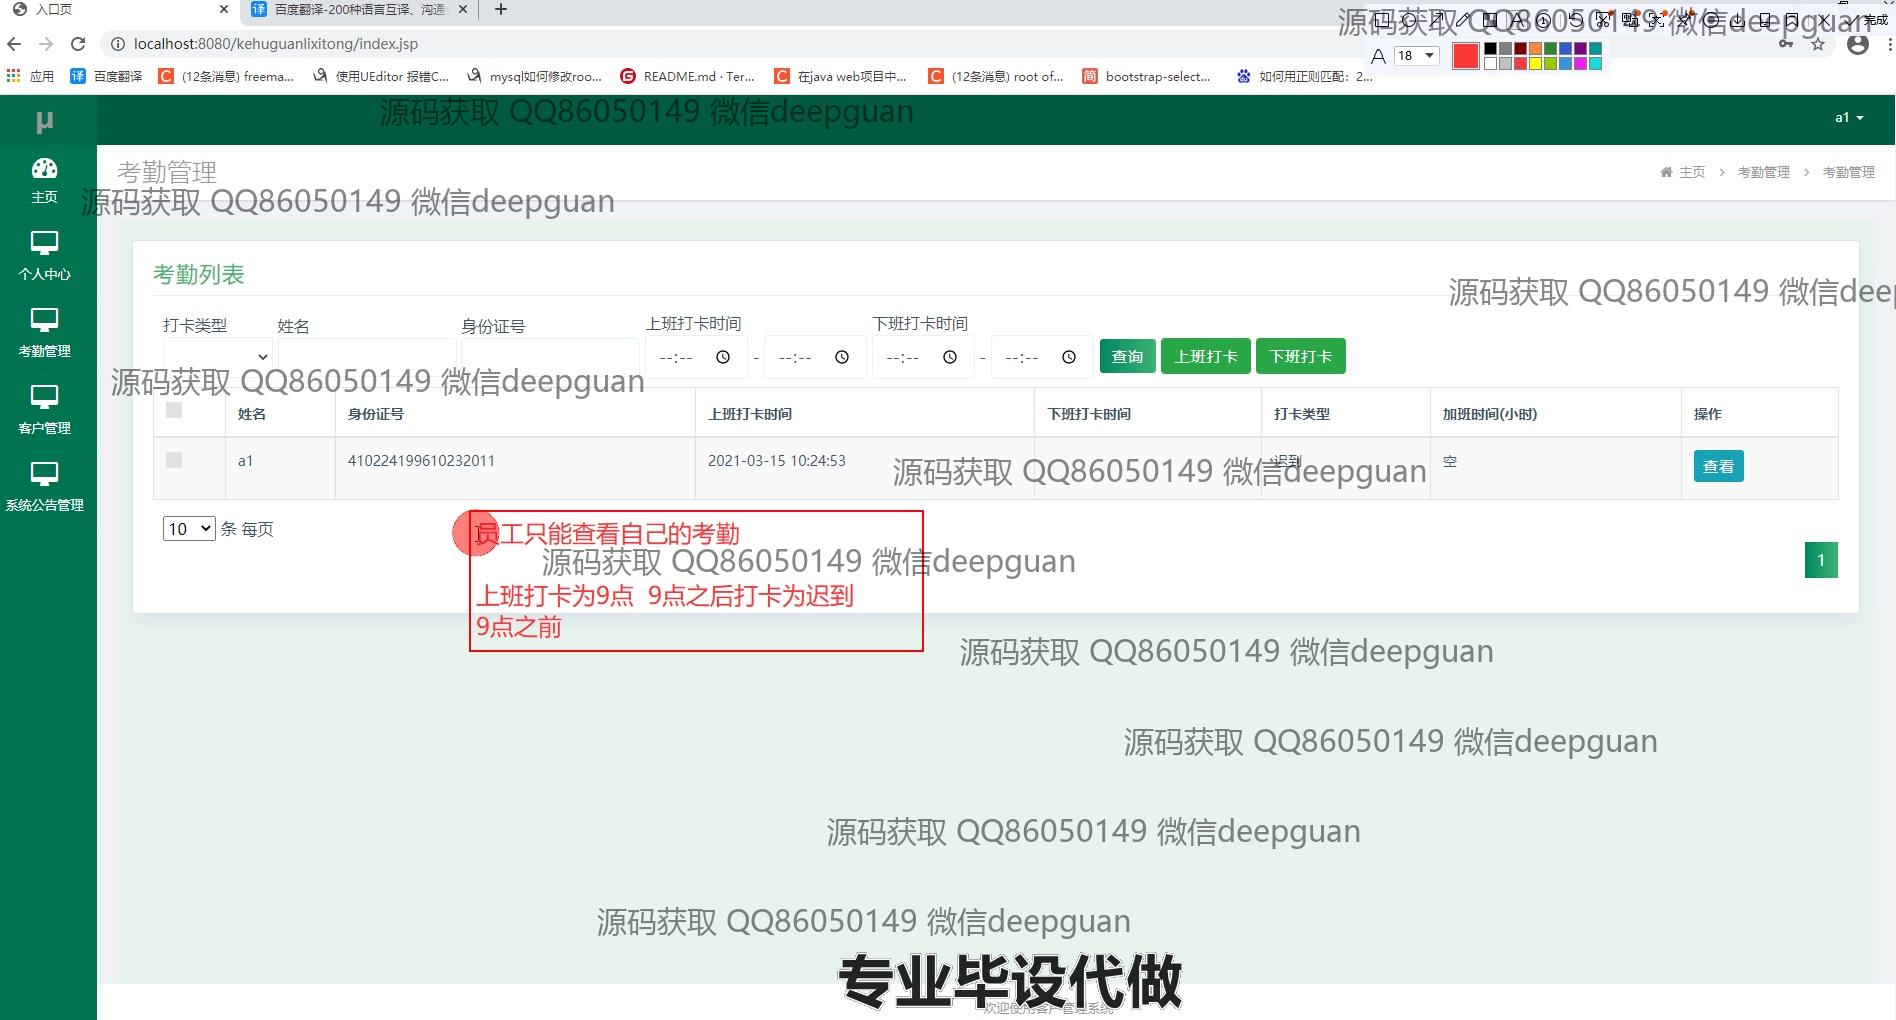 入口页
百度翻译-200种语言互译、沟通
localhost:8080/kehuguanlixitong/index.jsp
完成
18
应用
百度翻译
(12条消息) freema...
使用UEditor 报错C...
mysql如何修改roo...
README.md · Ter...
在java web项目中...
(12条消息) root of...
bootstrap-select...
如何用正则匹配：2...
源码获取 QQ86050149 微信deepguan
μ
源码获取 QQ86050149 微信deepguan
a1
主页
考勤管理
主页 > 考勤管理 > 考勤管理
源码获取 QQ86050149 微信deepguan
个人中心
考勤列表
源码获取 QQ86050149 微信deep
打卡类型
姓名
身份证号
上班打卡时间
下班打卡时间
考勤管理
--:-- - --:--
--:-- - --:--
查询
上班打卡
下班打卡
源码获取 QQ86050149 微信deepguan
姓名
身份证号
上班打卡时间
下班打卡时间
打卡类型
加班时间(小时)
操作
客户管理
a1
410224199610232011
2021-03-15 10:24:53
迟到
空
查看
源码获取 QQ86050149 微信deepguan
系统公告管理
10 条 每页
员工只能查看自己的考勤
源码获取 QQ86050149 微信deepguan
1
上班打卡为9点 9点之后打卡为迟到
9点之前
源码获取 QQ86050149 微信deepguan
源码获取 QQ86050149 微信deepguan
源码获取 QQ86050149 微信deepguan
源码获取 QQ86050149 微信deepguan
专业毕设代做
欢迎使用客户管理系统